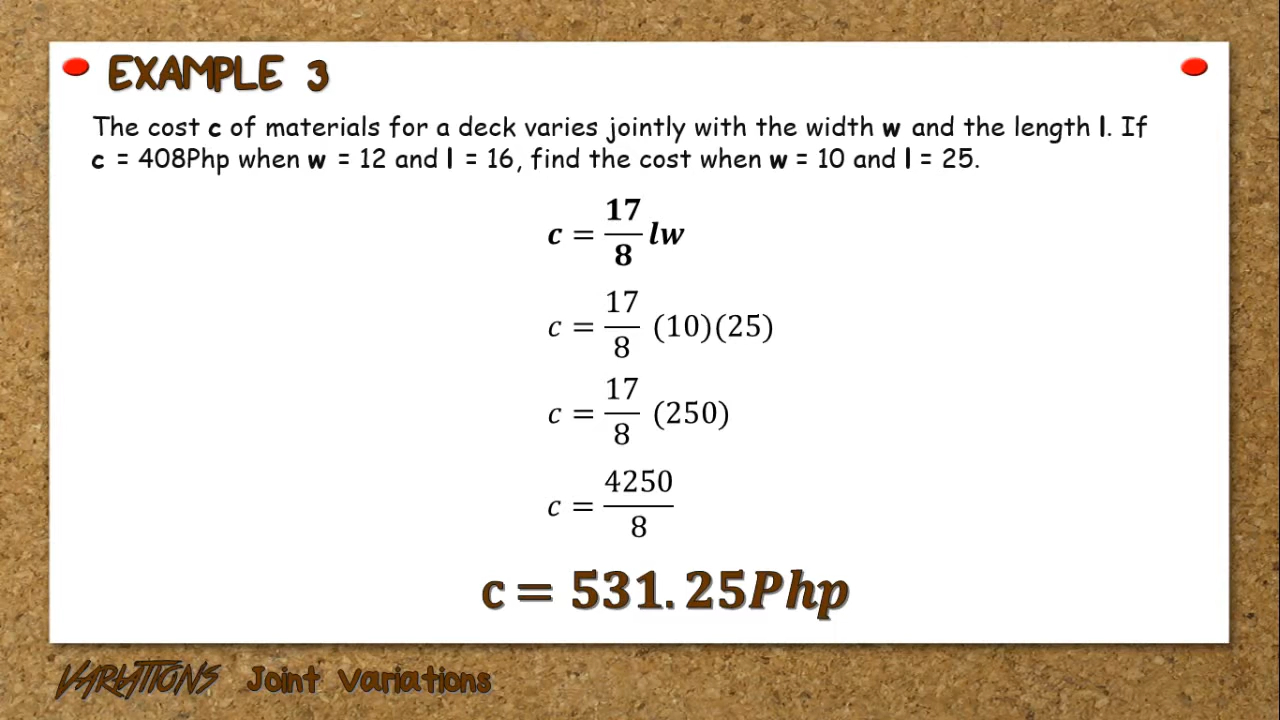 EXAMPLE 3
The cost c of materials for a deck varies jointly with the width w and the length l. If
c = 408Php when w = 12 and l = 16, find the cost when w = 10 and l = 25.
c = 17/8 lw
c = 17/8 (10)(25)
c = 17/8 (250)
c = 4250/8
c = 531.25Php
VARIATIONS Joint Variations